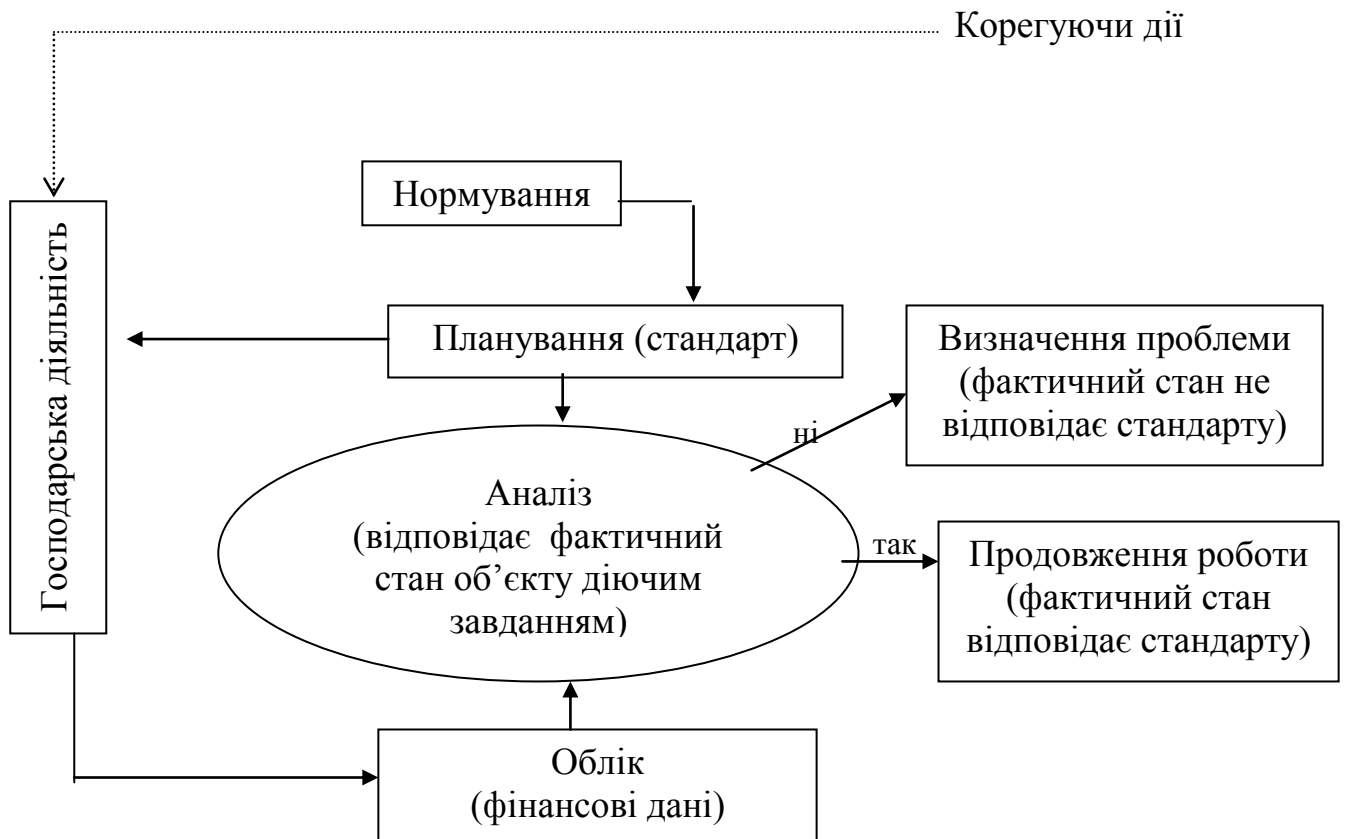 Корегуючи дії
Нормування
Господарська діяльність
Планування (стандарт)
Визначення проблеми
(фактичний стан не
відповідає стандарту)
ні
Аналіз
(відповідає фактичний
стан об’єкту діючим
завданням)
так
Продовження роботи
(фактичний стан
відповідає стандарту)
Облік
(фінансові дані)